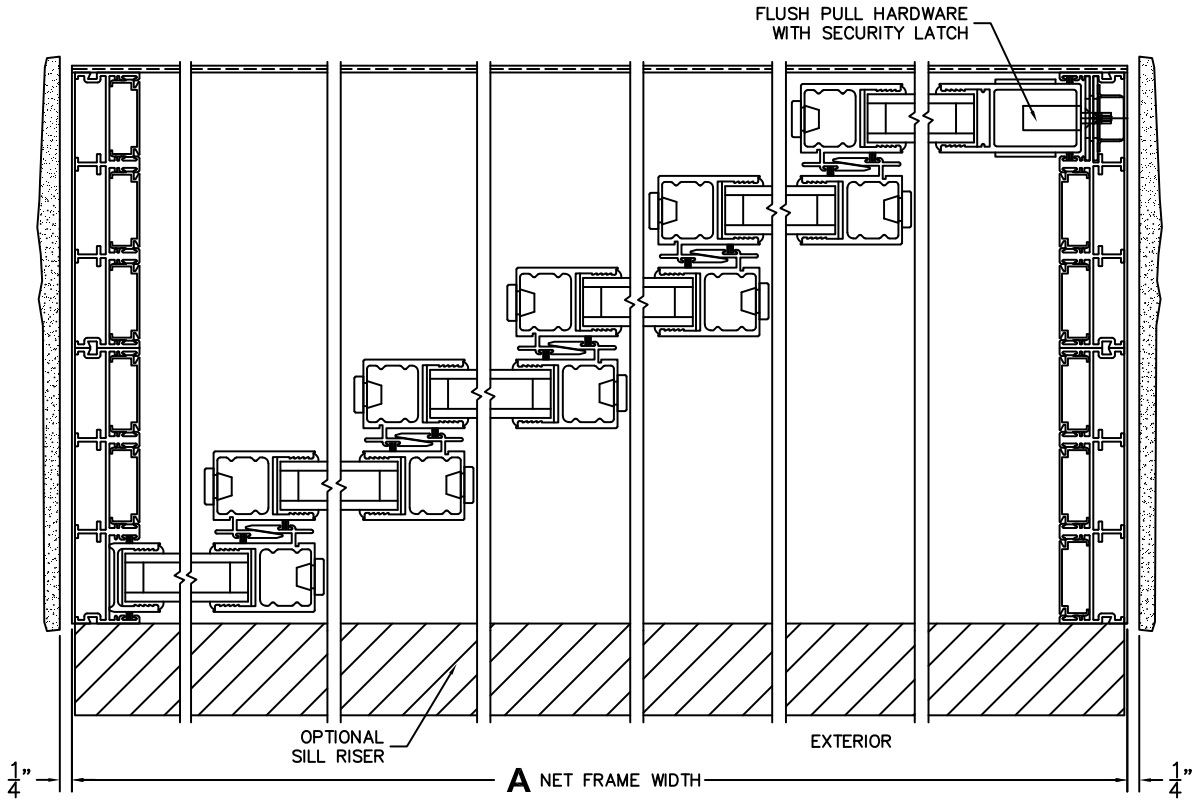 FLUSH PULL HARDWARE
WITH SECURITY LATCH
OPTIONAL
SILL RISER
EXTERIOR
1/4"
A NET FRAME WIDTH
1/4"